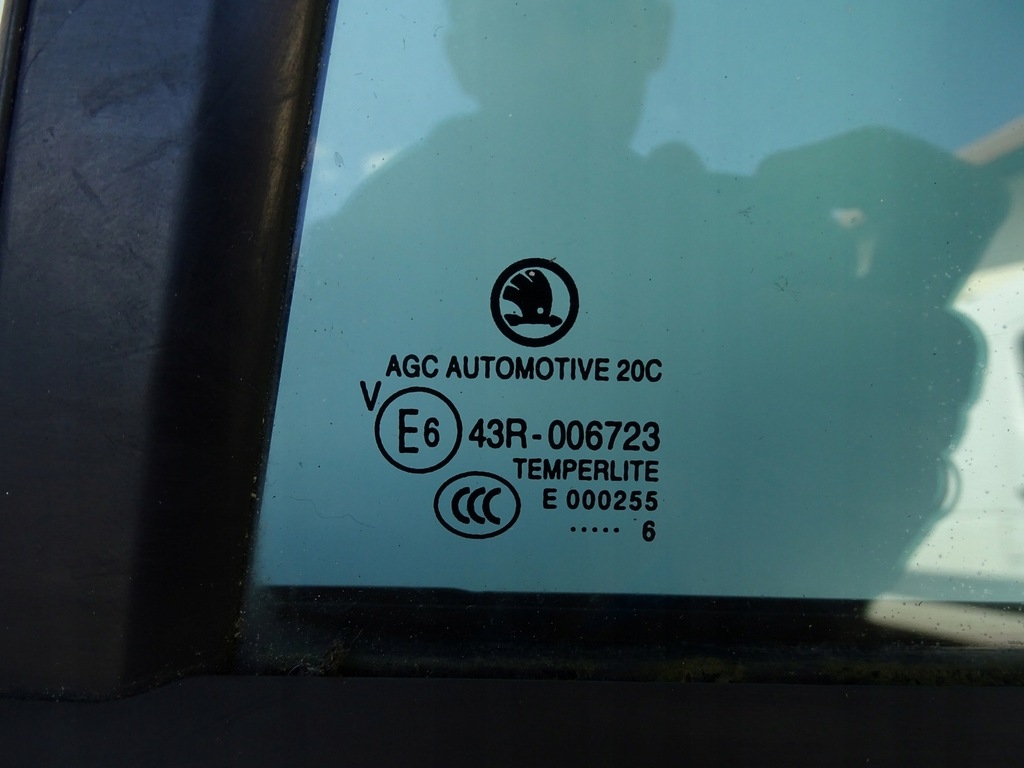 AGC AUTOMOTIVE 20C
V
E6 43R-006723
TEMPERLITE
CCC E 000255
..... 6